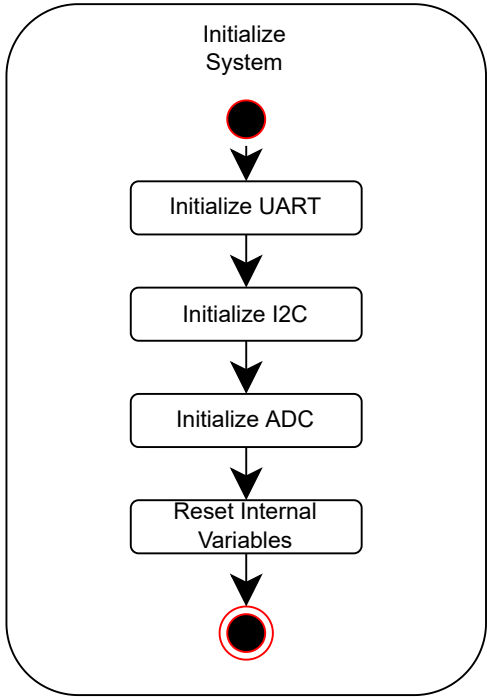 Initialize
System
Initialize UART
Initialize I2C
Initialize ADC
Reset Internal
Variables